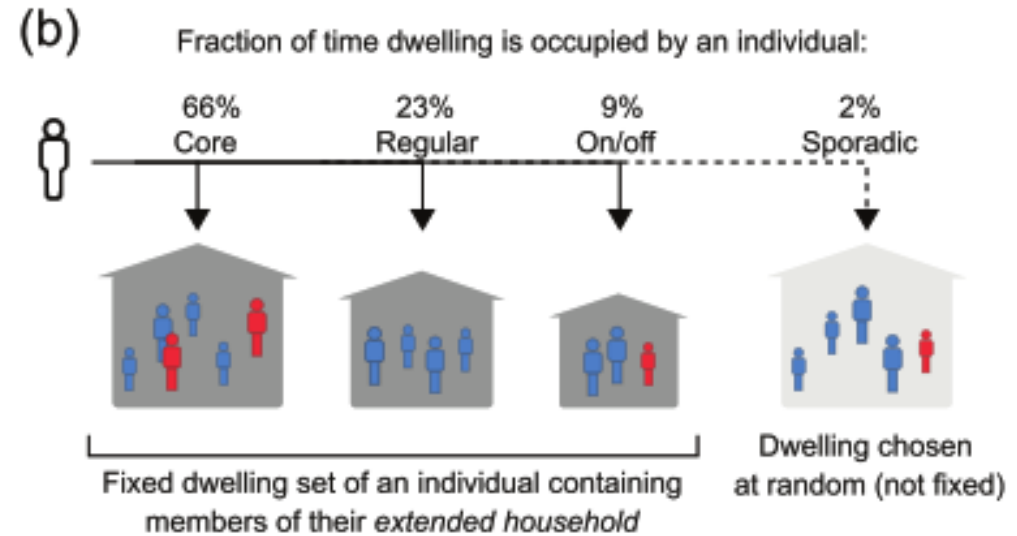 (b)
Fraction of time dwelling is occupied by an individual:
66% 23% 9% 2%
Core Regular On/off Sporadic
Fixed dwelling set of an individual containing
members of their extended household
Dwelling chosen
at random (not fixed)